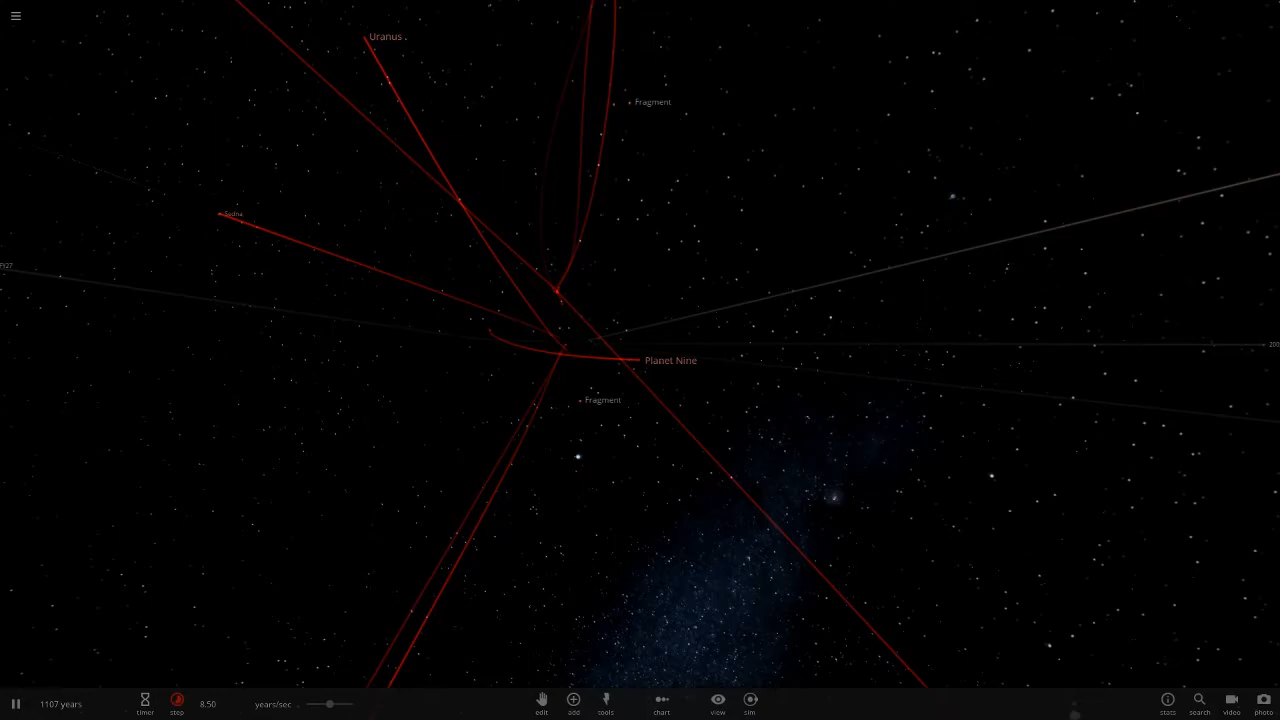 Uranus
Fragment
Sedna
Planet Nine
Fragment
1107 years
timer
step
8.50
years/sec
edit
add
tools
chart
view
sim
stats
search
video
photo